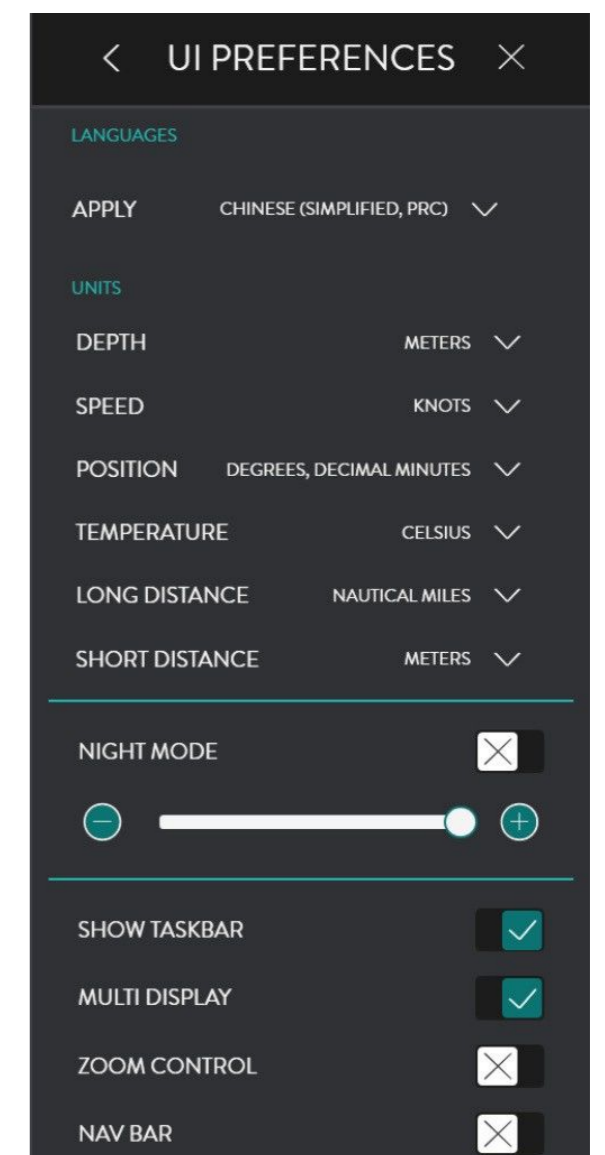 UI PREFERENCES
LANGUAGES
APPLY CHINESE (SIMPLIFIED, PRC)
UNITS
DEPTH METERS
SPEED KNOTS
POSITION DEGREES, DECIMAL MINUTES
TEMPERATURE CELSIUS
LONG DISTANCE NAUTICAL MILES
SHORT DISTANCE METERS
NIGHT MODE
SHOW TASKBAR
MULTI DISPLAY
ZOOM CONTROL
NAV BAR